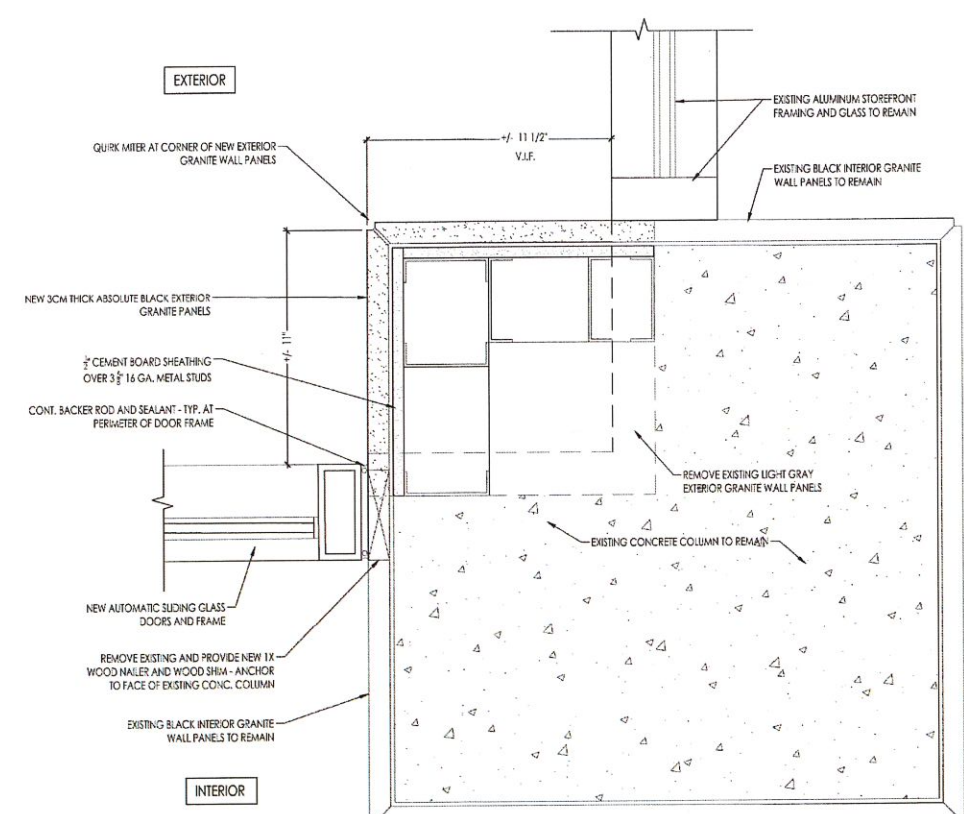 EXTERIOR
+/- 11 1/2"
V.I.F.
EXISTING ALUMINUM STOREFRONT
FRAMING AND GLASS TO REMAIN
QUIRK MITER AT CORNER OF NEW EXTERIOR
GRANITE WALL PANELS
EXISTING BLACK INTERIOR GRANITE
WALL PANELS TO REMAIN
NEW 3CM THICK ABSOLUTE BLACK EXTERIOR
GRANITE PANELS
+/- 11"
½" CEMENT BOARD SHEATHING
OVER 3 ⅝" 16 GA. METAL STUDS
CONT. BACKER ROD AND SEALANT - TYP. AT
PERIMETER OF DOOR FRAME
REMOVE EXISTING LIGHT GRAY
EXTERIOR GRANITE WALL PANELS
EXISTING CONCRETE COLUMN TO REMAIN
NEW AUTOMATIC SLIDING GLASS
DOORS AND FRAME
REMOVE EXISTING AND PROVIDE NEW 1X
WOOD NAILER AND WOOD SHIM - ANCHOR
TO FACE OF EXISTING CONC. COLUMN
EXISTING BLACK INTERIOR GRANITE
WALL PANELS TO REMAIN
INTERIOR